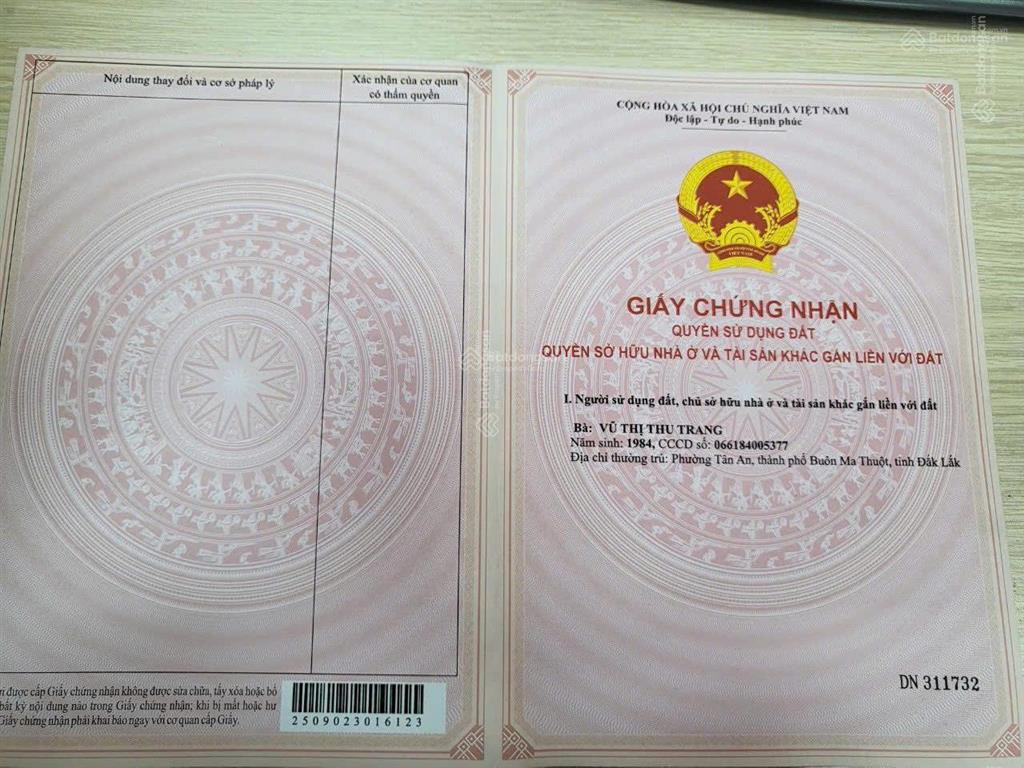 Nội dung thay đổi và cơ sở pháp lý
Xác nhận của cơ quan
có thẩm quyền
được cấp Giấy chứng nhận không được sửa chữa, tẩy xóa hoặc bổ
bất kỳ nội dung nào trong Giấy chứng nhận; khi bị mất hoặc hư
Giấy chứng nhận phải khai báo ngay với cơ quan cấp Giấy.
2509023016123
CỘNG HÒA XÃ HỘI CHỦ NGHĨA VIỆT NAM
Độc lập - Tự do - Hạnh phúc
VIỆT NAM
GIẤY CHỨNG NHẬN
QUYỀN SỬ DỤNG ĐẤT
QUYỀN SỞ HỮU NHÀ Ở VÀ TÀI SẢN KHÁC GẮN LIỀN VỚI ĐẤT
I. Người sử dụng đất, chủ sở hữu nhà ở và tài sản khác gắn liền với đất
Bà: VŨ THỊ THU TRANG
Năm sinh: 1984, CCCD số: 066184005377
Địa chỉ thường trú: Phường Tân An, thành phố Buôn Ma Thuột, tỉnh Đắk Lắk
DN 311732
Batdongsan
Batdongsan
Batdongsan